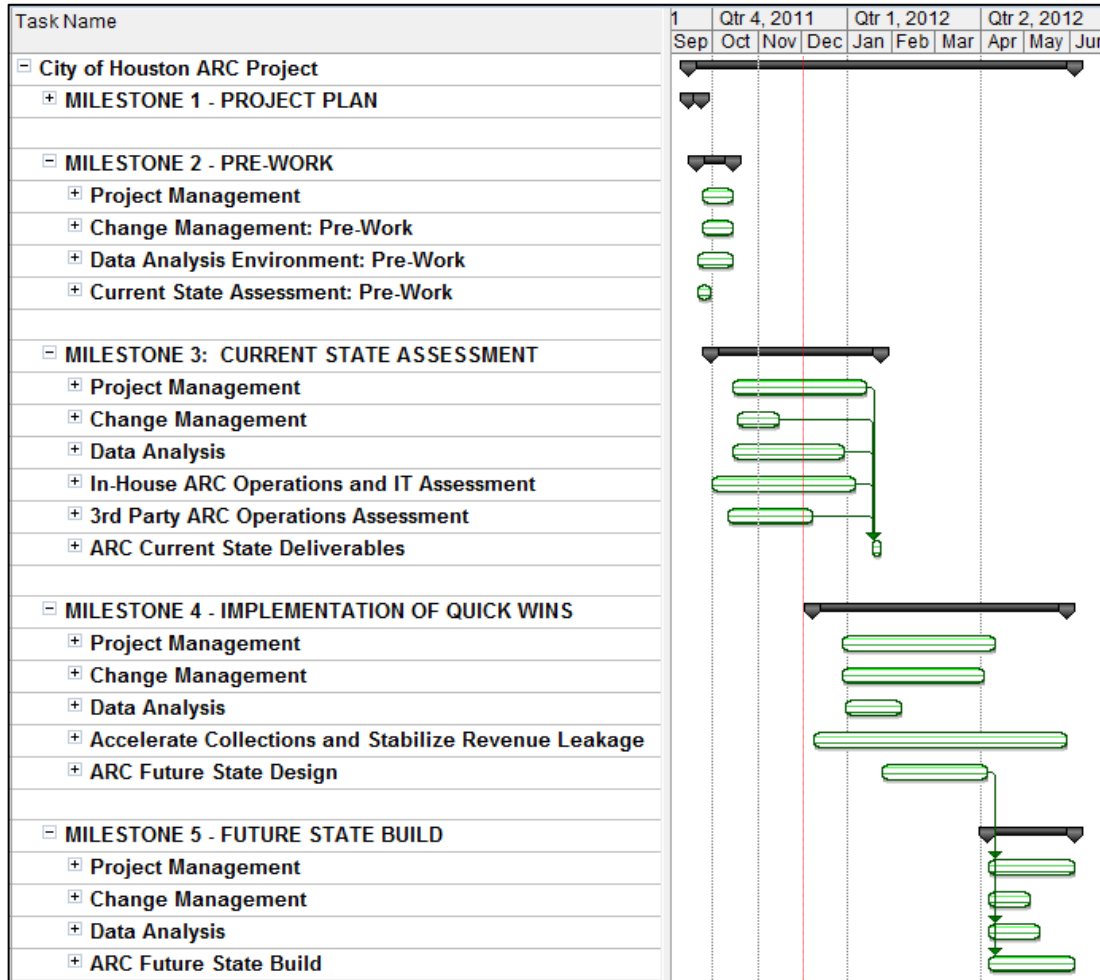 Task Name
1 Qtr 4, 2011 Qtr 1, 2012 Qtr 2, 2012
Sep Oct Nov Dec Jan Feb Mar Apr May Jun
City of Houston ARC Project
MILESTONE 1 - PROJECT PLAN
MILESTONE 2 - PRE-WORK
Project Management
Change Management: Pre-Work
Data Analysis Environment: Pre-Work
Current State Assessment: Pre-Work
MILESTONE 3: CURRENT STATE ASSESSMENT
Project Management
Change Management
Data Analysis
In-House ARC Operations and IT Assessment
3rd Party ARC Operations Assessment
ARC Current State Deliverables
MILESTONE 4 - IMPLEMENTATION OF QUICK WINS
Project Management
Change Management
Data Analysis
Accelerate Collections and Stabilize Revenue Leakage
ARC Future State Design
MILESTONE 5 - FUTURE STATE BUILD
Project Management
Change Management
Data Analysis
ARC Future State Build